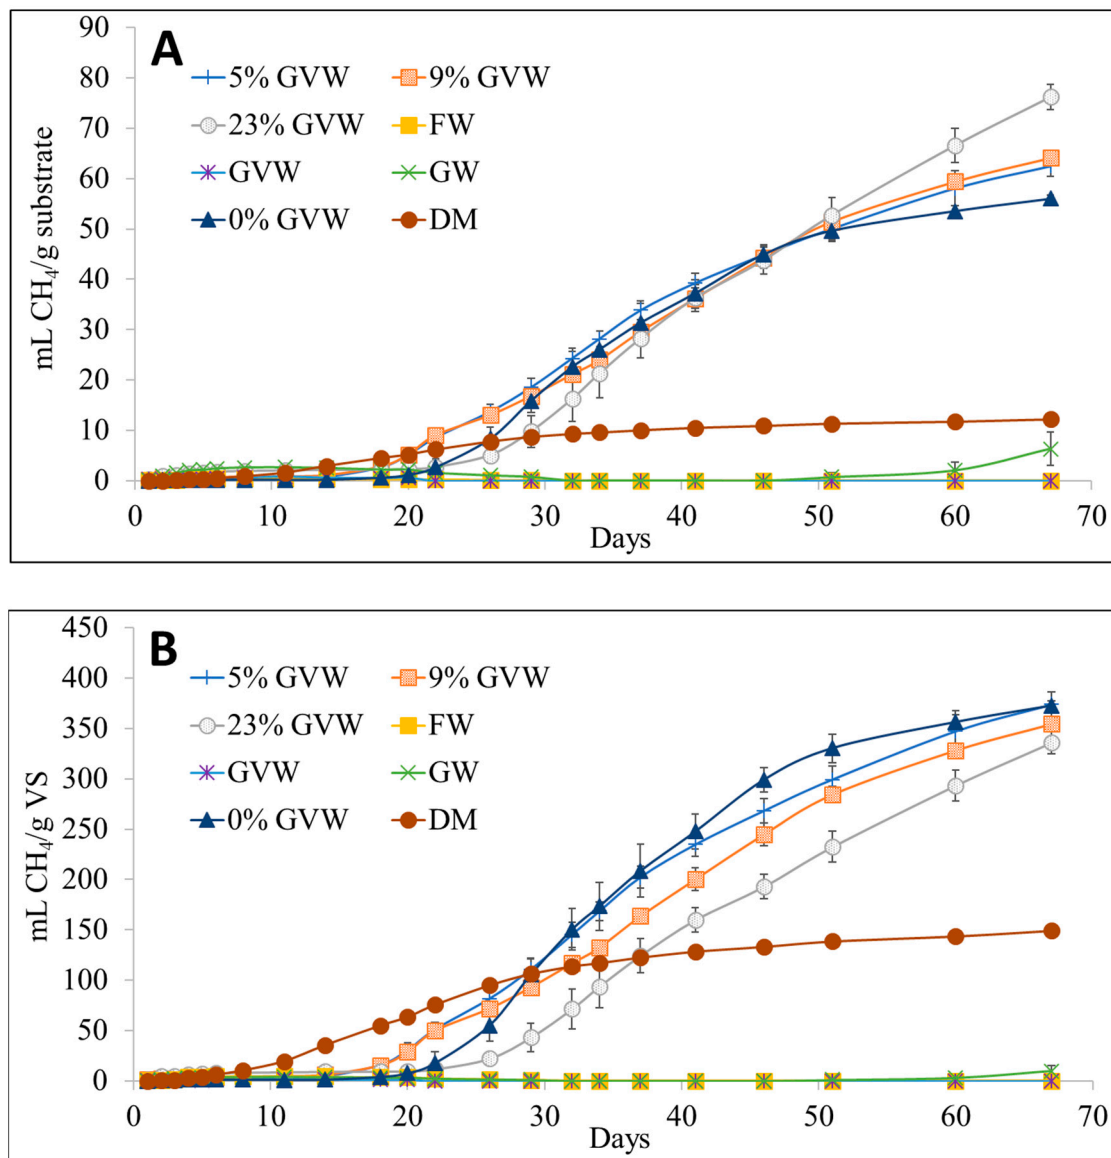 A
90
80
70
60
50
40
30
20
10
0
mL CH₄/g substrate
5% GVW 9% GVW
23% GVW FW
GVW GW
0% GVW DM
0 10 20 30 40 50 60 70
Days
B
450
400
350
300
250
200
150
100
50
0
mL CH₄/g VS
5% GVW 9% GVW
23% GVW FW
GVW GW
0% GVW DM
0 10 20 30 40 50 60 70
Days